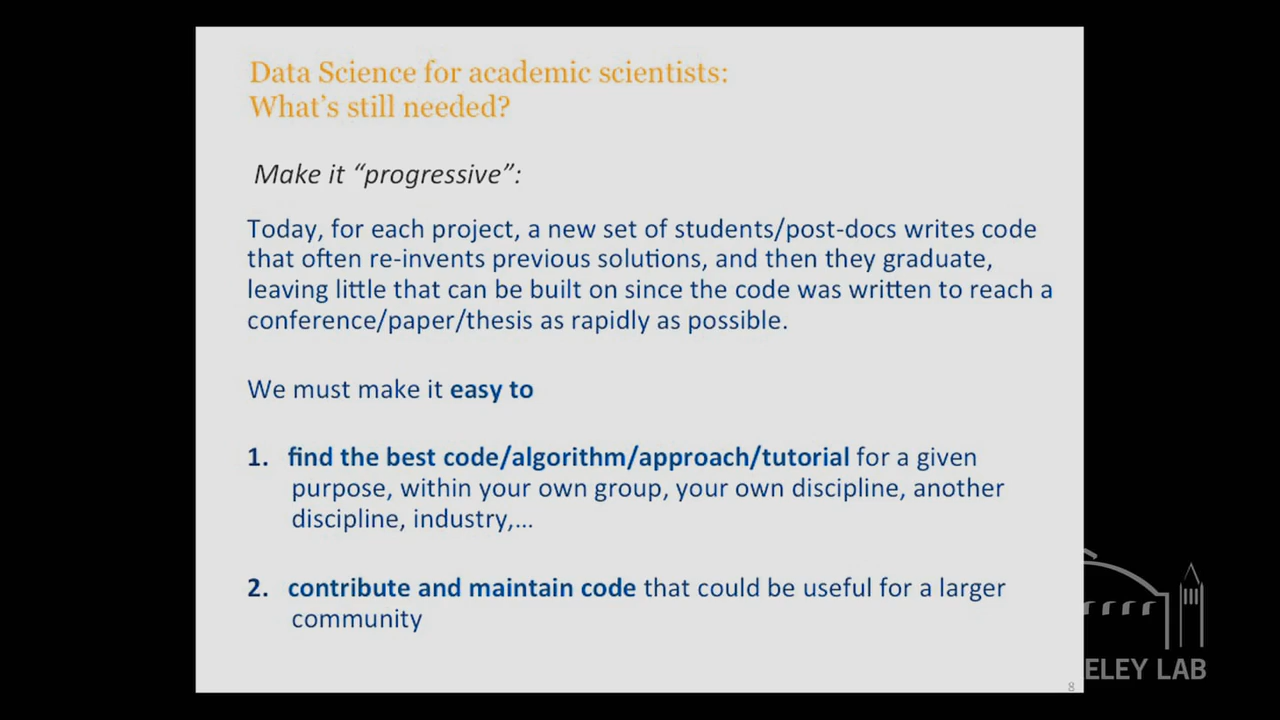 Data Science for academic scientists:
What's still needed?
Make it “progressive”:
Today, for each project, a new set of students/post-docs writes code
that often re-invents previous solutions, and then they graduate,
leaving little that can be built on since the code was written to reach a
conference/paper/thesis as rapidly as possible.
We must make it easy to
1. find the best code/algorithm/approach/tutorial for a given
purpose, within your own group, your own discipline, another
discipline, industry,...
2. contribute and maintain code that could be useful for a larger
community
8
ELEY LAB